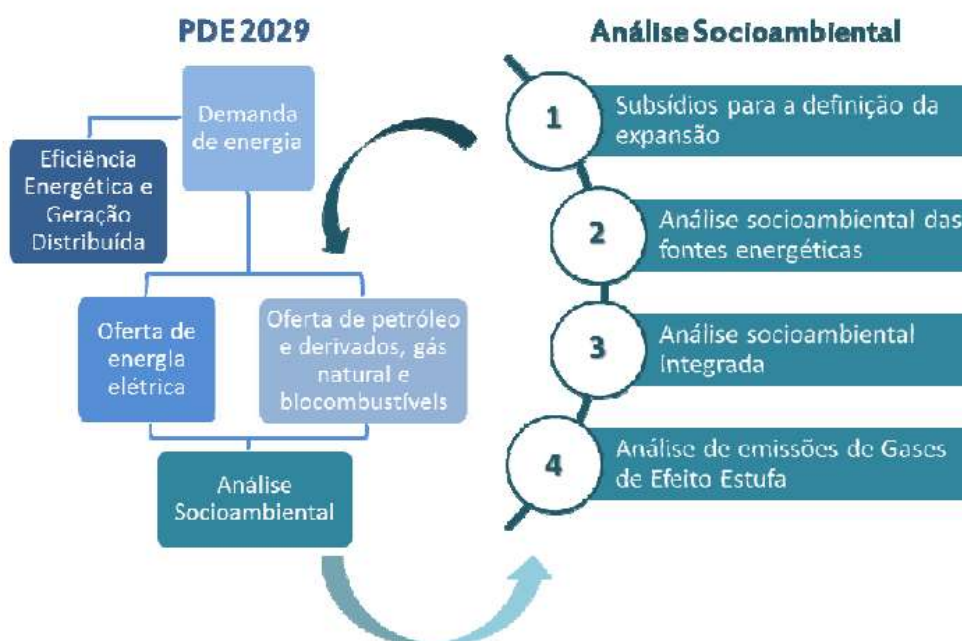 PDE 2029
Demanda
de energia
Eficiência
Energética e
Geração
Distribuída
Oferta de
energia
elétrica
Oferta de petróleo
e derivados, gás
natural e
biocombustíveis
Análise
Socioambiental
Análise Socioambiental
1
Subsídios para a definição da
expansão
2
Análise socioambiental das
fontes energéticas
3
Análise socioambiental
Integrada
4
Análise de emissões de Gases
de Efeito Estufa